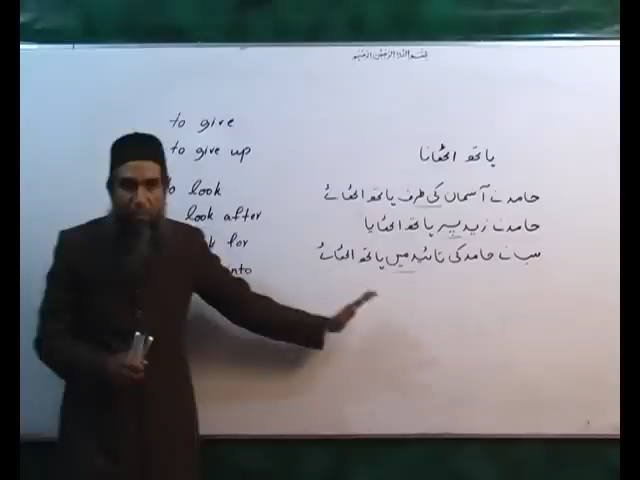 بسم اللہ الرحمن الرحیم
to give
to give up
o look
look after
for
into
ہاتھ اٹھانا
حامد نے آسمان کی طرف ہاتھ اٹھائے
حامد نے زید پر ہاتھ اٹھایا
سب نے حامد کی تائید میں ہاتھ اٹھائے